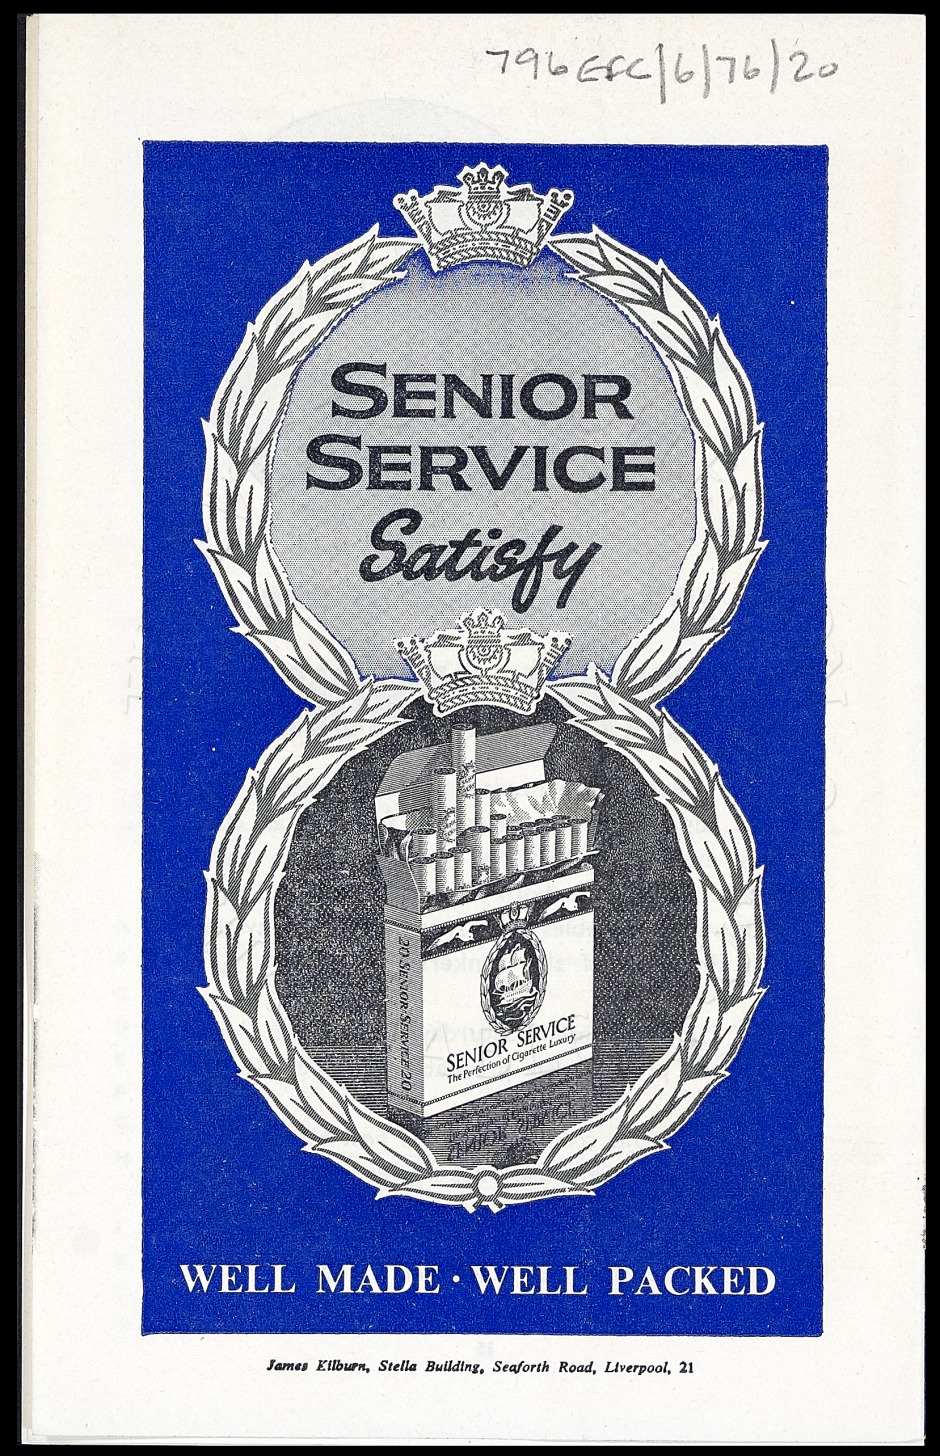 796 EFC/6/76/20
SENIOR
SERVICE
Satisfy
20 SENIOR SERVICE 20
SENIOR SERVICE
The Perfection of Cigarette Luxury
WELL MADE · WELL PACKED
James Kilburn, Stella Building, Seaforth Road, Liverpool, 21